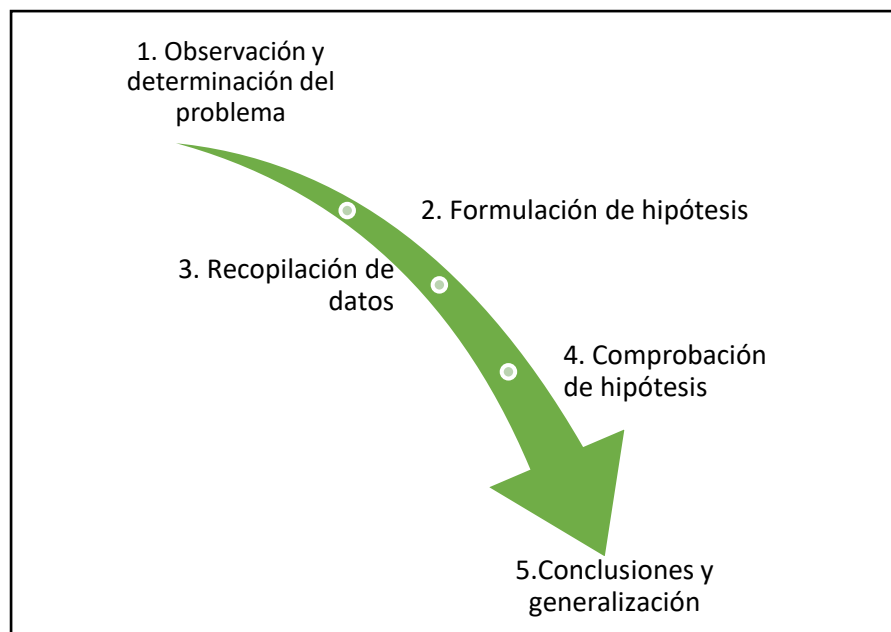 1. Observación y
determinación del
problema
2. Formulación de hipótesis
3. Recopilación de
datos
4. Comprobación
de hipótesis
5.Conclusiones y
generalización